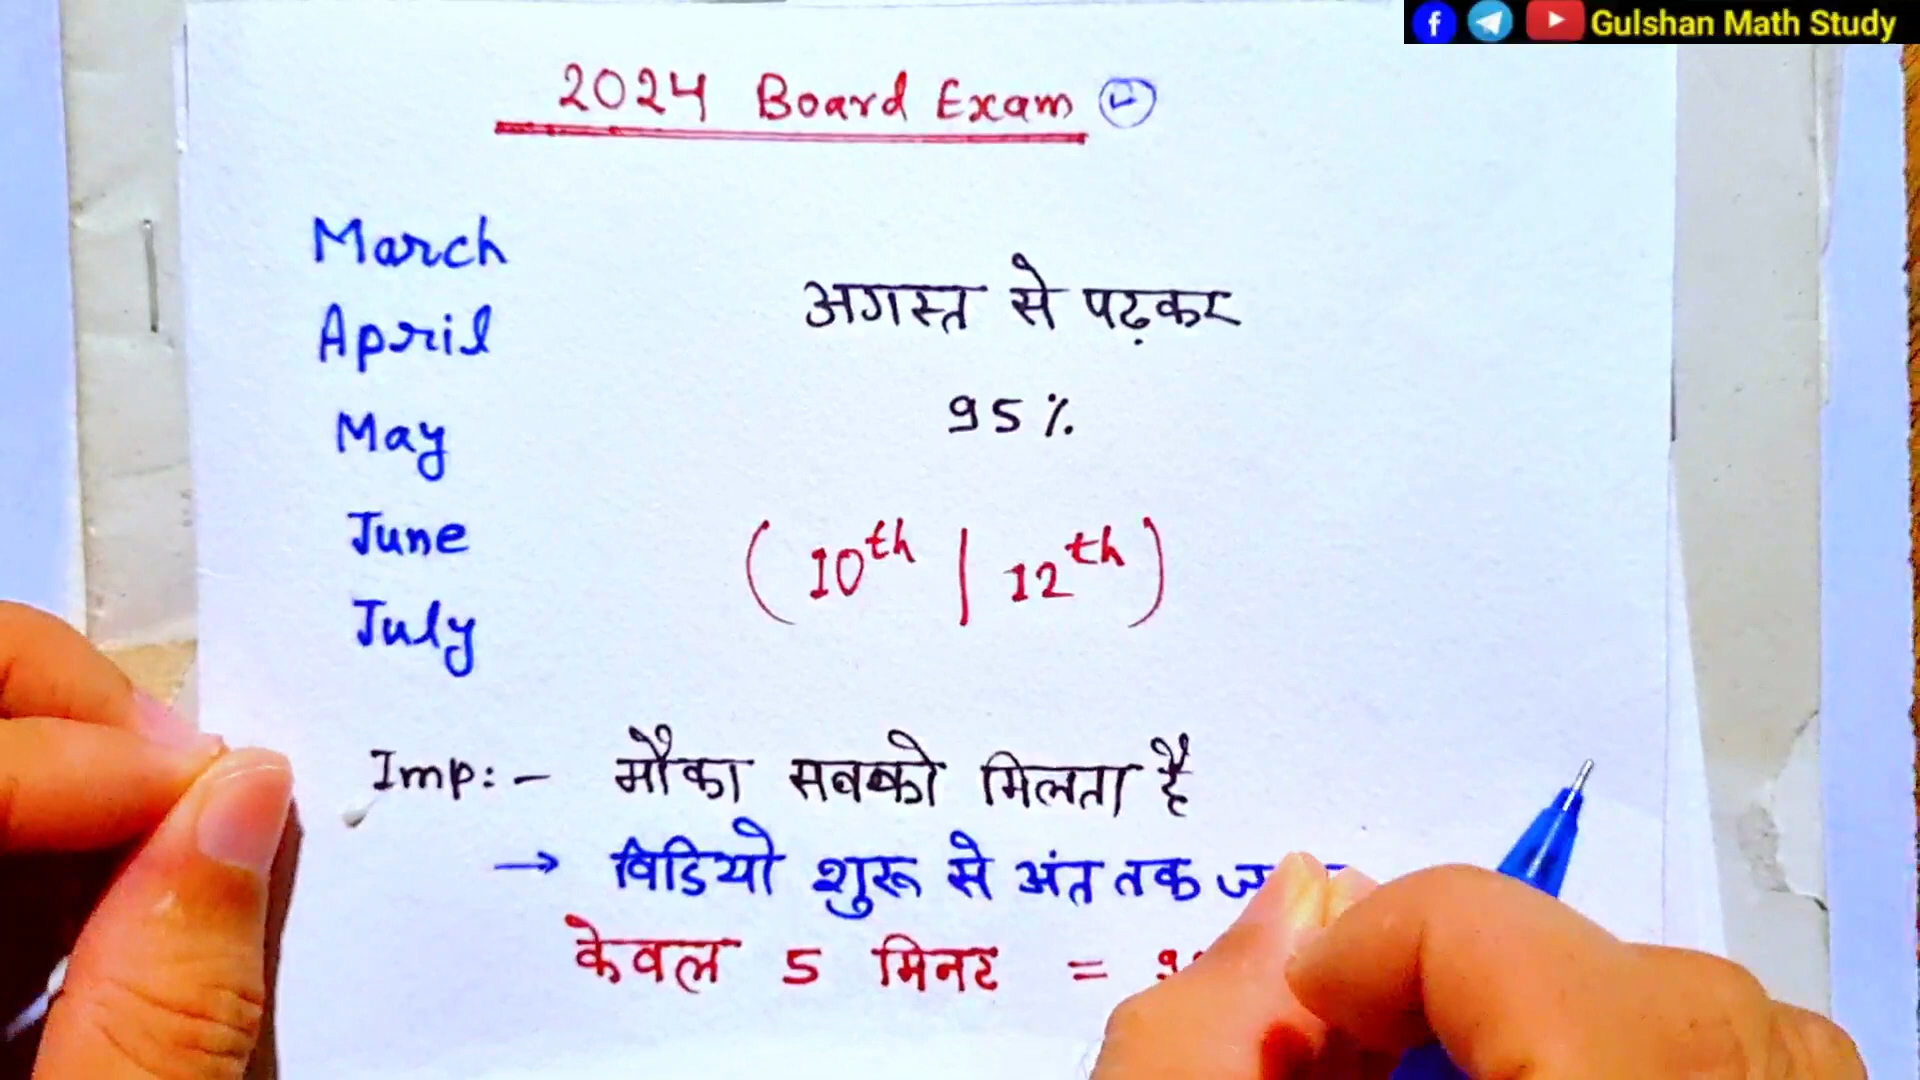 Gulshan Math Study
2024 Board Exam
March
April
May
June
July
अगस्त से पढ़कर
95%
(10th | 12th)
Imp:- मौका सबको मिलता है
→ विडियो शुरू से अंत तक
केवल 5 मिनट =